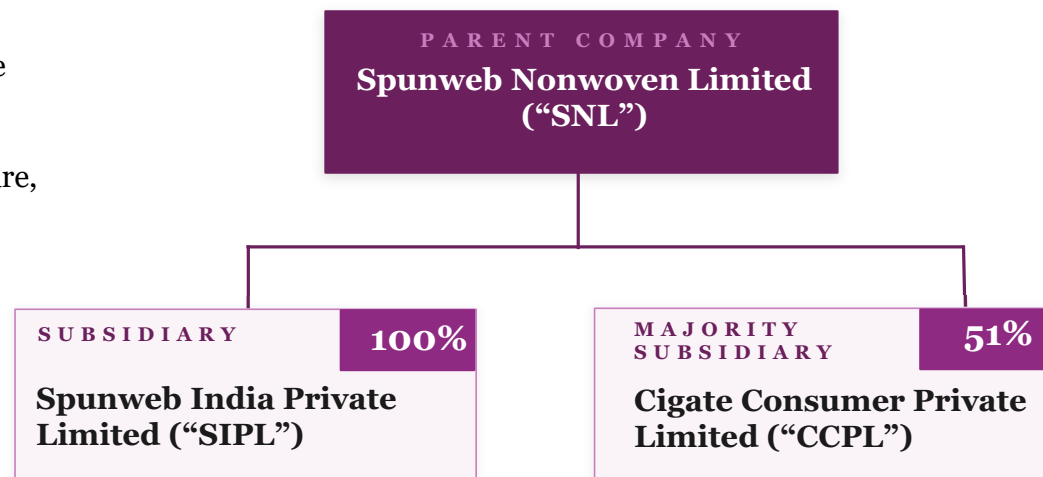 PARENT COMPANY
Spunweb Nonwoven Limited
(“SNL”)
SUBSIDIARY
100%
Spunweb India Private
Limited (“SIPL”)
MAJORITY
SUBSIDIARY
51%
Cigate Consumer Private
Limited (“CCPL”)